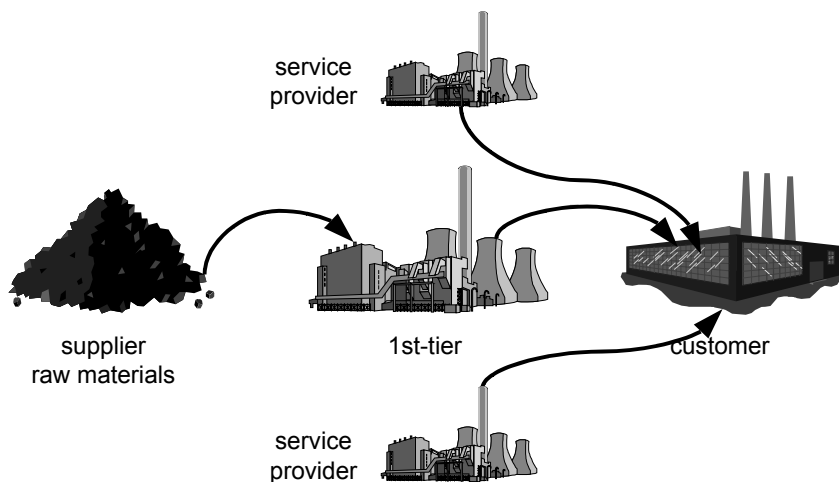 service
provider
supplier
raw materials
1st-tier
customer
service
provider